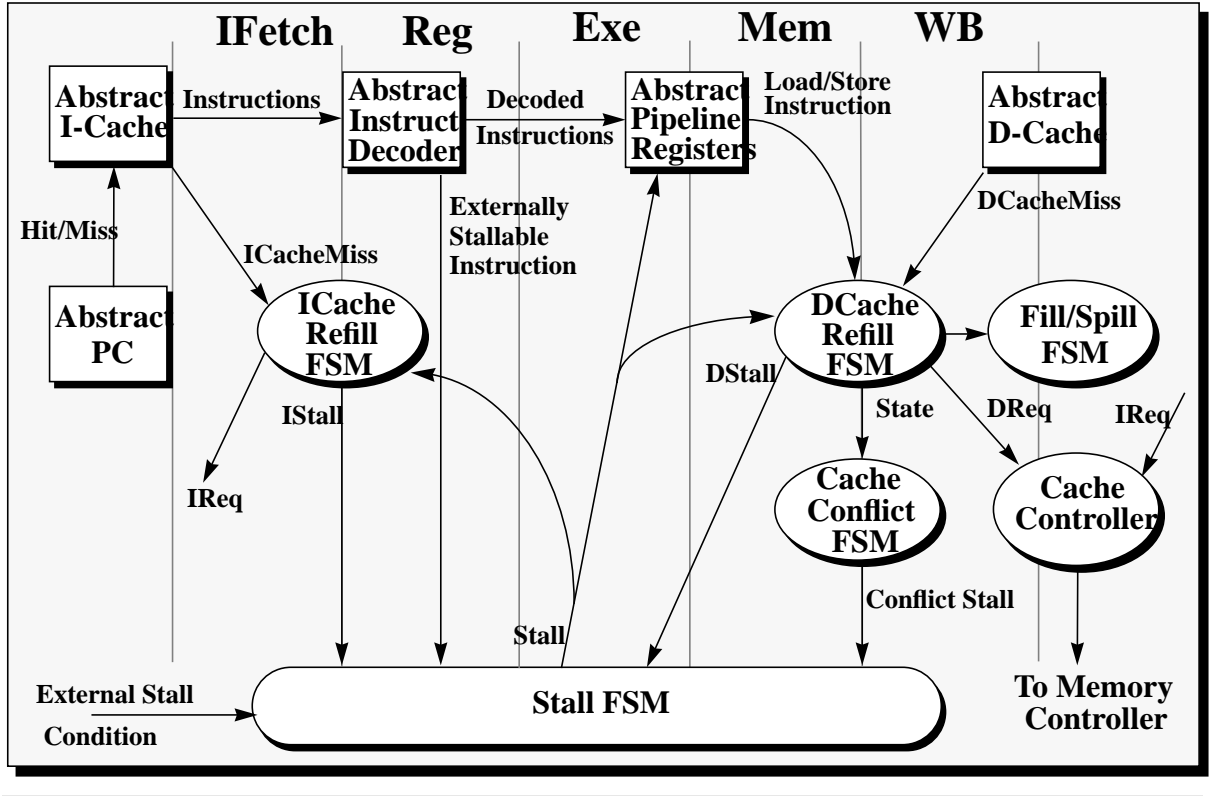 IFetch Reg Exe Mem WB
Abstract
I-Cache
Instructions
Abstract
Instruct
Decoder
Decoded
Instructions
Abstract
Pipeline
Registers
Load/Store
Instruction
Abstract
D-Cache
Hit/Miss
ICacheMiss
Externally
Stallable
Instruction
DCacheMiss
Abstract
PC
ICache
Refill
FSM
DCache
Refill
FSM
Fill/Spill
FSM
IStall
DStall
State
DReq
IReq
IReq
Cache
Conflict
FSM
Cache
Controller
Stall
Conflict Stall
External Stall
Condition
Stall FSM
To Memory
Controller